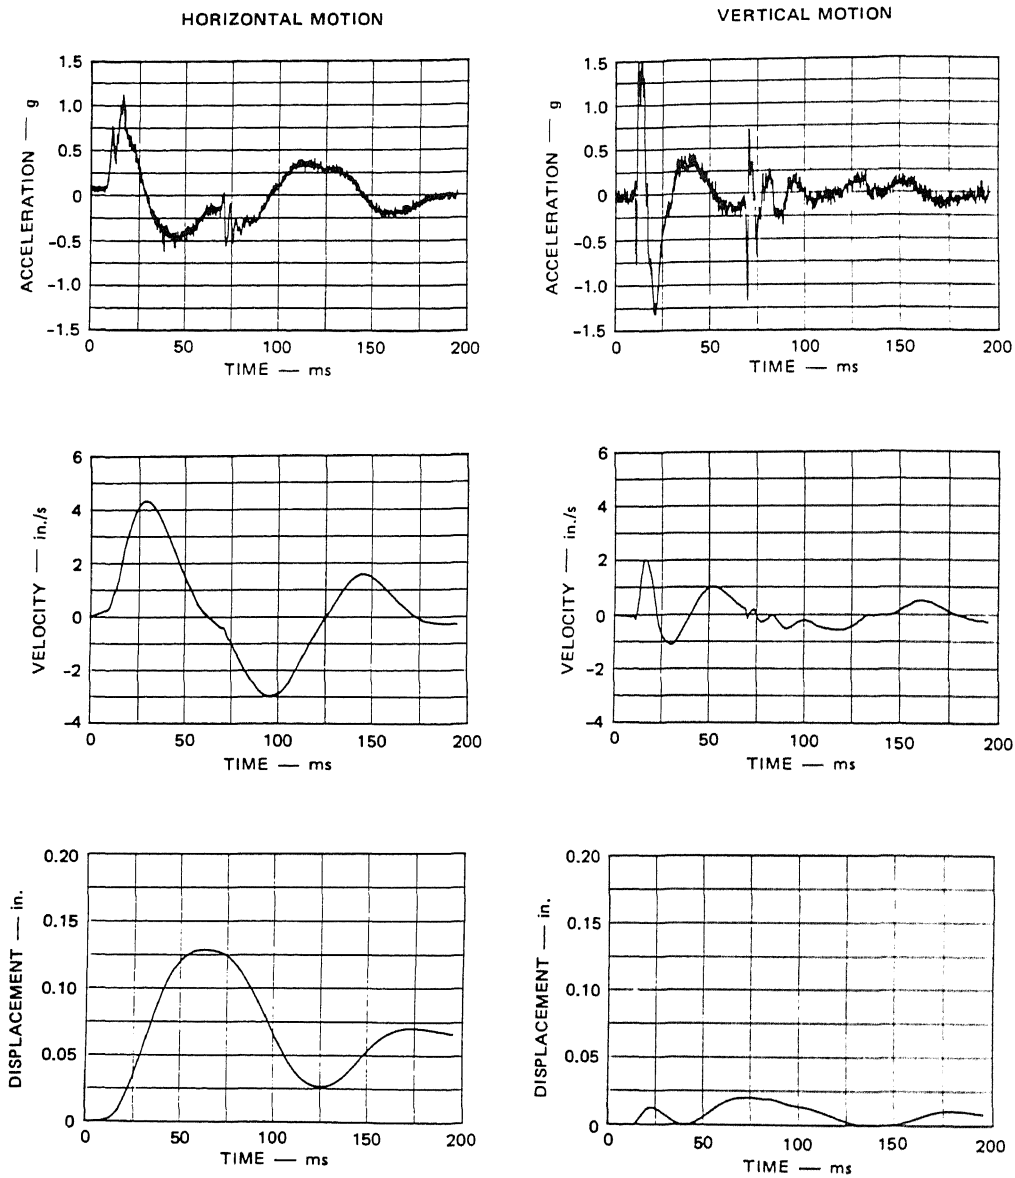 HORIZONTAL MOTION
VERTICAL MOTION
ACCELERATION — g
1.5
1.0
0.5
0
−0.5
−1.0
−1.5
0 50 100 150 200
TIME — ms
ACCELERATION — g
1.5
1.0
0.5
0
−0.5
−1.0
−1.5
0 50 100 150 200
TIME — ms
VELOCITY — in./s
6
4
2
0
−2
−4
0 50 100 150 200
TIME — ms
VELOCITY — in./s
6
4
2
0
−2
−4
0 50 100 150 200
TIME — ms
DISPLACEMENT — in.
0.20
0.15
0.10
0.05
0
0 50 100 150 200
TIME — ms
DISPLACEMENT — in.
0.20
0.15
0.10
0.05
0
0 50 100 150 200
TIME — ms